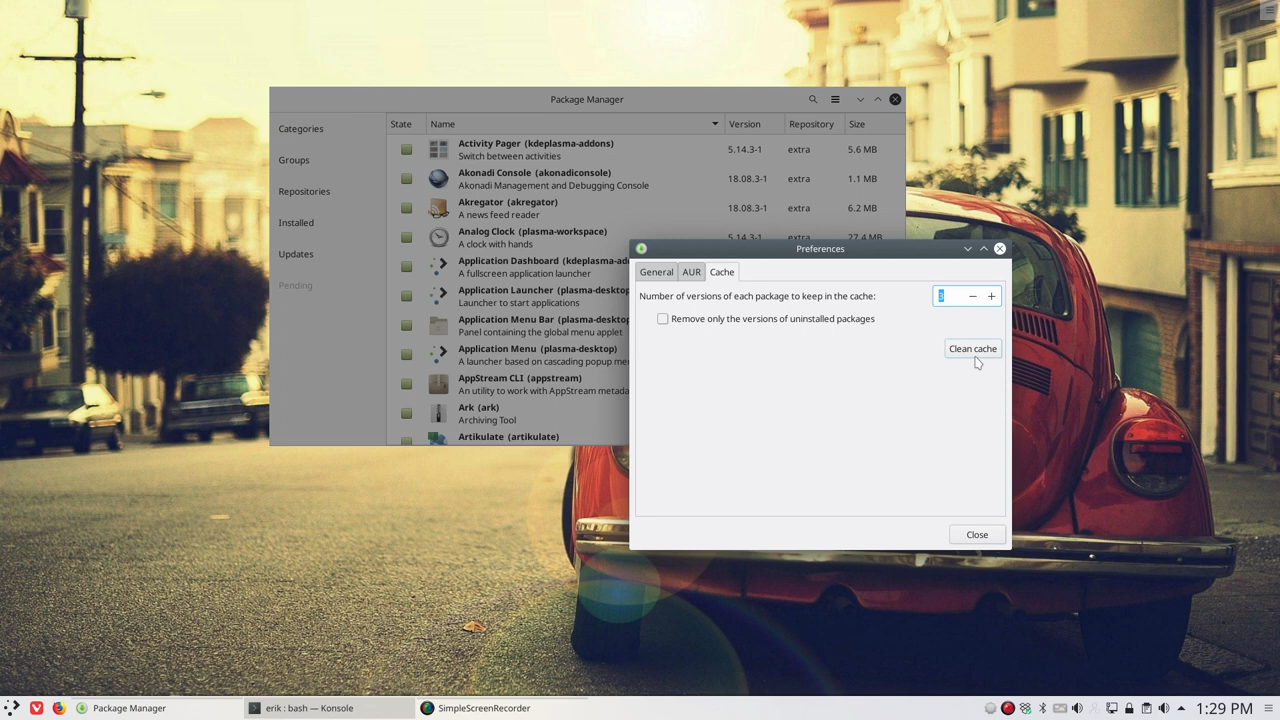 Package Manager
Categories
Groups
Repositories
Installed
Updates
Pending
State Name Version Repository Size
Activity Pager (kdeplasma-addons)
Switch between activities
5.14.3-1 extra 5.6 MB
Akonadi Console (akonadiconsole)
Akonadi Management and Debugging Console
18.08.3-1 extra 1.1 MB
Akregator (akregator)
A news feed reader
18.08.3-1 extra 6.2 MB
Analog Clock (plasma-workspace)
A clock with hands
5.14.3-1 extra 27.4 MB
Application Dashboard (kdeplasma-ad
A fullscreen application launcher
Application Launcher (plasma-desktop
Launcher to start applications
Application Menu Bar (plasma-desktop
Panel containing the global menu applet
Application Menu (plasma-desktop)
A launcher based on cascading popup me
AppStream CLI (appstream)
An utility to work with AppStream metada
Ark (ark)
Archiving Tool
Artikulate (artikulate)
Preferences
General AUR Cache
Number of versions of each package to keep in the cache: 3
Remove only the versions of uninstalled packages
Clean cache
Close
Package Manager
erik : bash — Konsole
SimpleScreenRecorder
1:29 PM